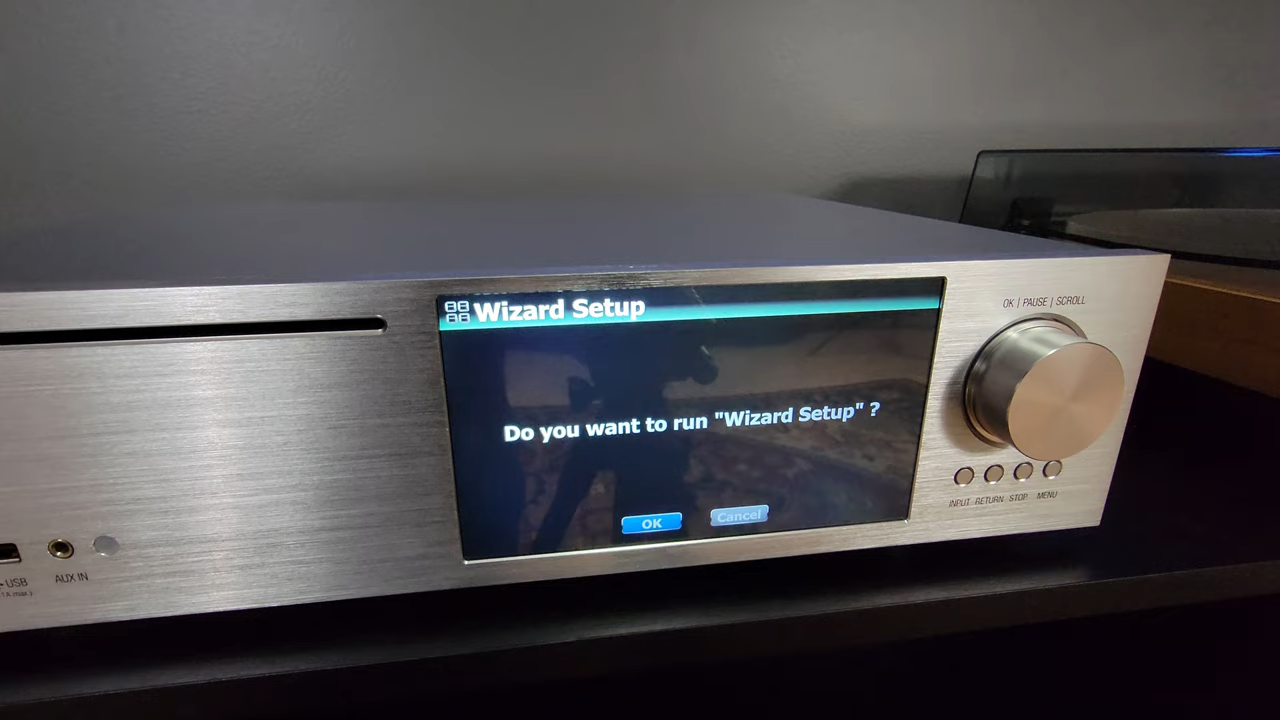 Wizard Setup
Do you want to run "Wizard Setup" ?
OK
Cancel
OK | PAUSE | SCROLL
INPUT
RETURN
STOP
MENU
USB
AUX IN